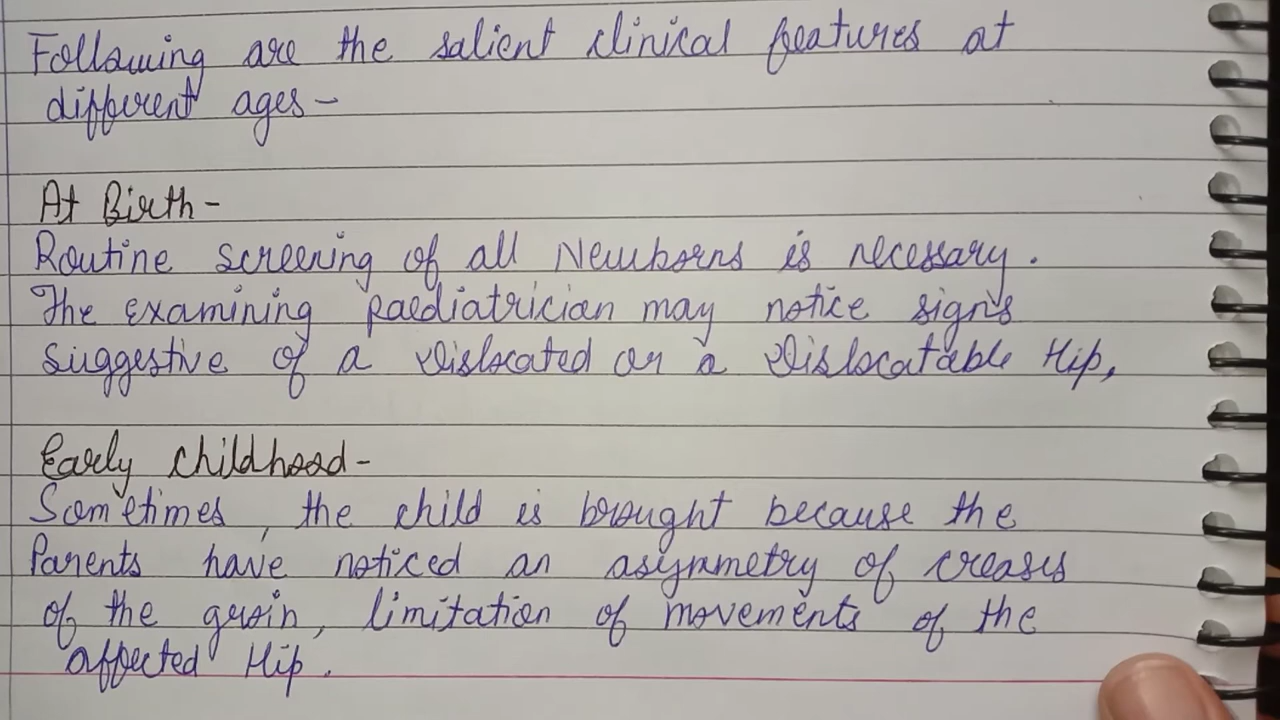 Following are the salient clinical features at
different ages-
At Birth-
Routine screening of all Newborns is necessary.
The examining paediatrician may notice signs
suggestive of a dislocated or a dislocatable Hip,
Early childhood-
Sometimes, the child is brought because the
Parents have noticed an asymmetry of creases
of the groin, limitation of movements of the
affected Hip.